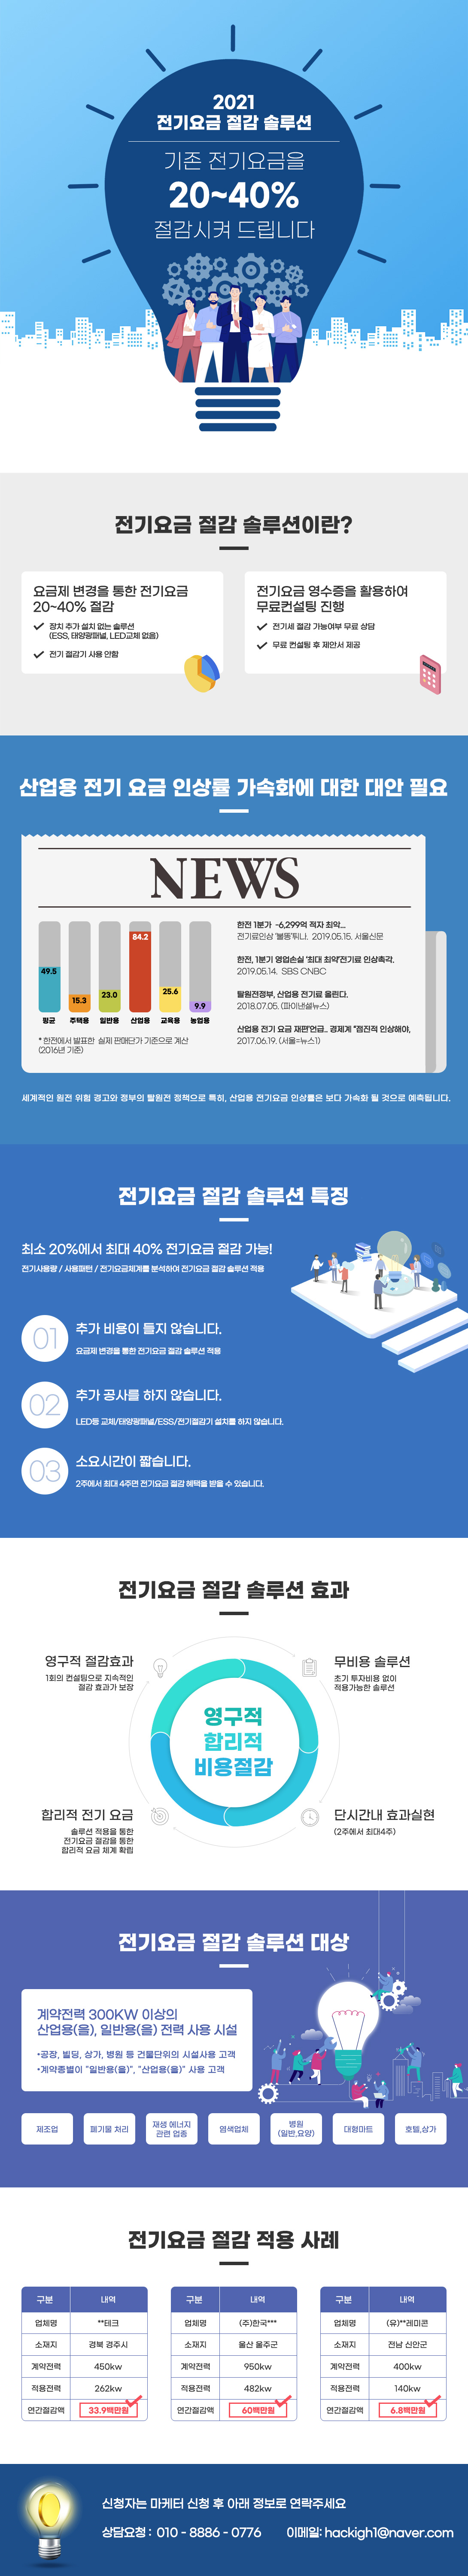 2021
전기요금 절감 솔루션
기존 전기요금을
20~40%
절감시켜 드립니다
전기요금 절감 솔루션이란?
요금제 변경을 통한 전기요금
20~40% 절감
장치 추가 설치 없는 솔루션
(ESS, 태양광패널, LED교체 없음)
전기 절감기 사용 안함
전기요금 영수증을 활용하여
무료컨설팅 진행
전기세 절감 가능여부 무료 상담
무료 컨설팅 후 제안서 제공
산업용 전기 요금 인상률 가속화에 대한 대안 필요
NEWS
49.5
15.3
23.0
84.2
25.6
9.9
평균
주택용
일반용
산업용
교육용
농업용
* 한전에서 발표한 실제 판매단가 기준으로 계산
(2016년 기준)
한전 1분가 -6,299억 적자 최악...
전기료인상 '불똥'튀나. 2019.05.15. 서울신문
한전, 1분기 영업손실 '최대 최악'전기료 인상촉각.
2019.05.14. SBS CNBC
탈원전정부, 산업용 전기료 올린다.
2018.07.05. (파이낸셜뉴스)
산업용 전기 요금 재편'언급.. 경제계 "점진적 인상해야,
2017.06.19. (서울=뉴스1)
세계적인 원전 위험 경고와 정부의 탈원전 정책으로 특히, 산업용 전기요금 인상률은 보다 가속화 될 것으로 예측됩니다.
전기요금 절감 솔루션 특징
최소 20%에서 최대 40% 전기요금 절감 가능!
전기사용량 / 사용패턴 / 전기요금체계를 분석하여 전기요금 절감 솔루션 적용
01
추가 비용이 들지 않습니다.
요금제 변경을 통한 전기요금 절감 솔루션 적용
02
추가 공사를 하지 않습니다.
LED등 교체/태양광패널/ESS/전기절감기 설치를 하지 않습니다.
03
소요시간이 짧습니다.
2주에서 최대 4주면 전기요금 절감 혜택을 받을 수 있습니다.
전기요금 절감 솔루션 효과
영구적 절감효과
1회의 컨설팅으로 지속적인
절감 효과가 보장
무비용 솔루션
초기 투자비용 없이
적용가능한 솔루션
영구적
합리적
비용절감
합리적 전기 요금
솔루션 적용을 통한
전기요금 절감을 통한
합리적 요금 체계 확립
단시간내 효과실현
(2주에서 최대4주)
전기요금 절감 솔루션 대상
계약전력 300KW 이상의
산업용(을), 일반용(을) 전력 사용 시설
•공장, 빌딩, 상가, 병원 등 건물단위의 시설사용 고객
•계약종별이 "일반용(을)", "산업용(을)" 사용 고객
제조업
폐기물 처리
재생 에너지
관련 업종
염색업체
병원
(일반,요양)
대형마트
호텔,상가
전기요금 절감 적용 사례
구분 내역
업체명 **테크
소재지 경북 경주시
계약전력 450kw
적용전력 262kw
연간절감액 33.9백만원
구분 내역
업체명 (주)한국***
소재지 울산 울주군
계약전력 950kw
적용전력 482kw
연간절감액 60백만원
구분 내역
업체명 (유)**레미콘
소재지 전남 신안군
계약전력 400kw
적용전력 140kw
연간절감액 6.8백만원
신청자는 마케터 신청 후 아래 정보로 연락주세요
상담요청 : 010 - 8886 - 0776 이메일: hackigh1@naver.com